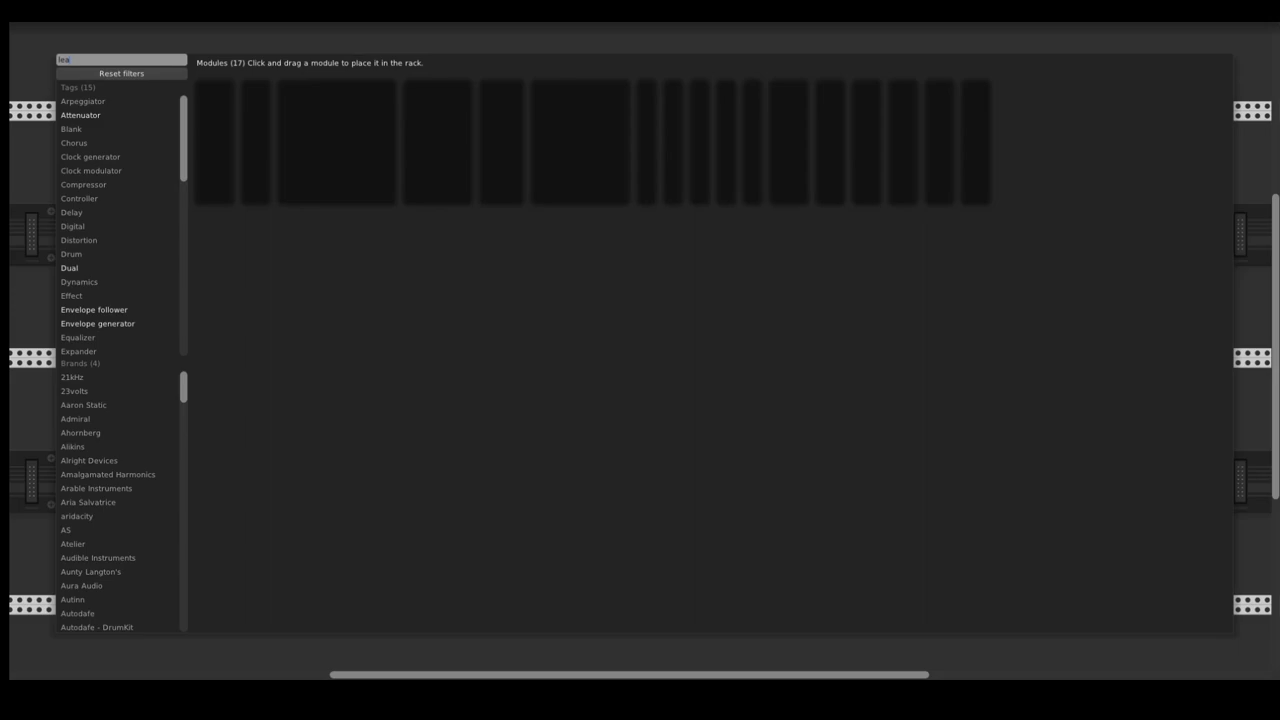 lea
Reset filters
Modules (17) Click and drag a module to place it in the rack.
Tags (15)
Arpeggiator
Attenuator
Blank
Chorus
Clock generator
Clock modulator
Compressor
Controller
Delay
Digital
Distortion
Drum
Dual
Dynamics
Effect
Envelope follower
Envelope generator
Equalizer
Expander
Brands (4)
21kHz
23volts
Aaron Static
Admiral
Ahornberg
Alikins
Alright Devices
Amalgamated Harmonics
Arable Instruments
Aria Salvatrice
aridacity
AS
Atelier
Audible Instruments
Aunty Langton's
Aura Audio
Autinn
Autodafe
Autodafe - DrumKit